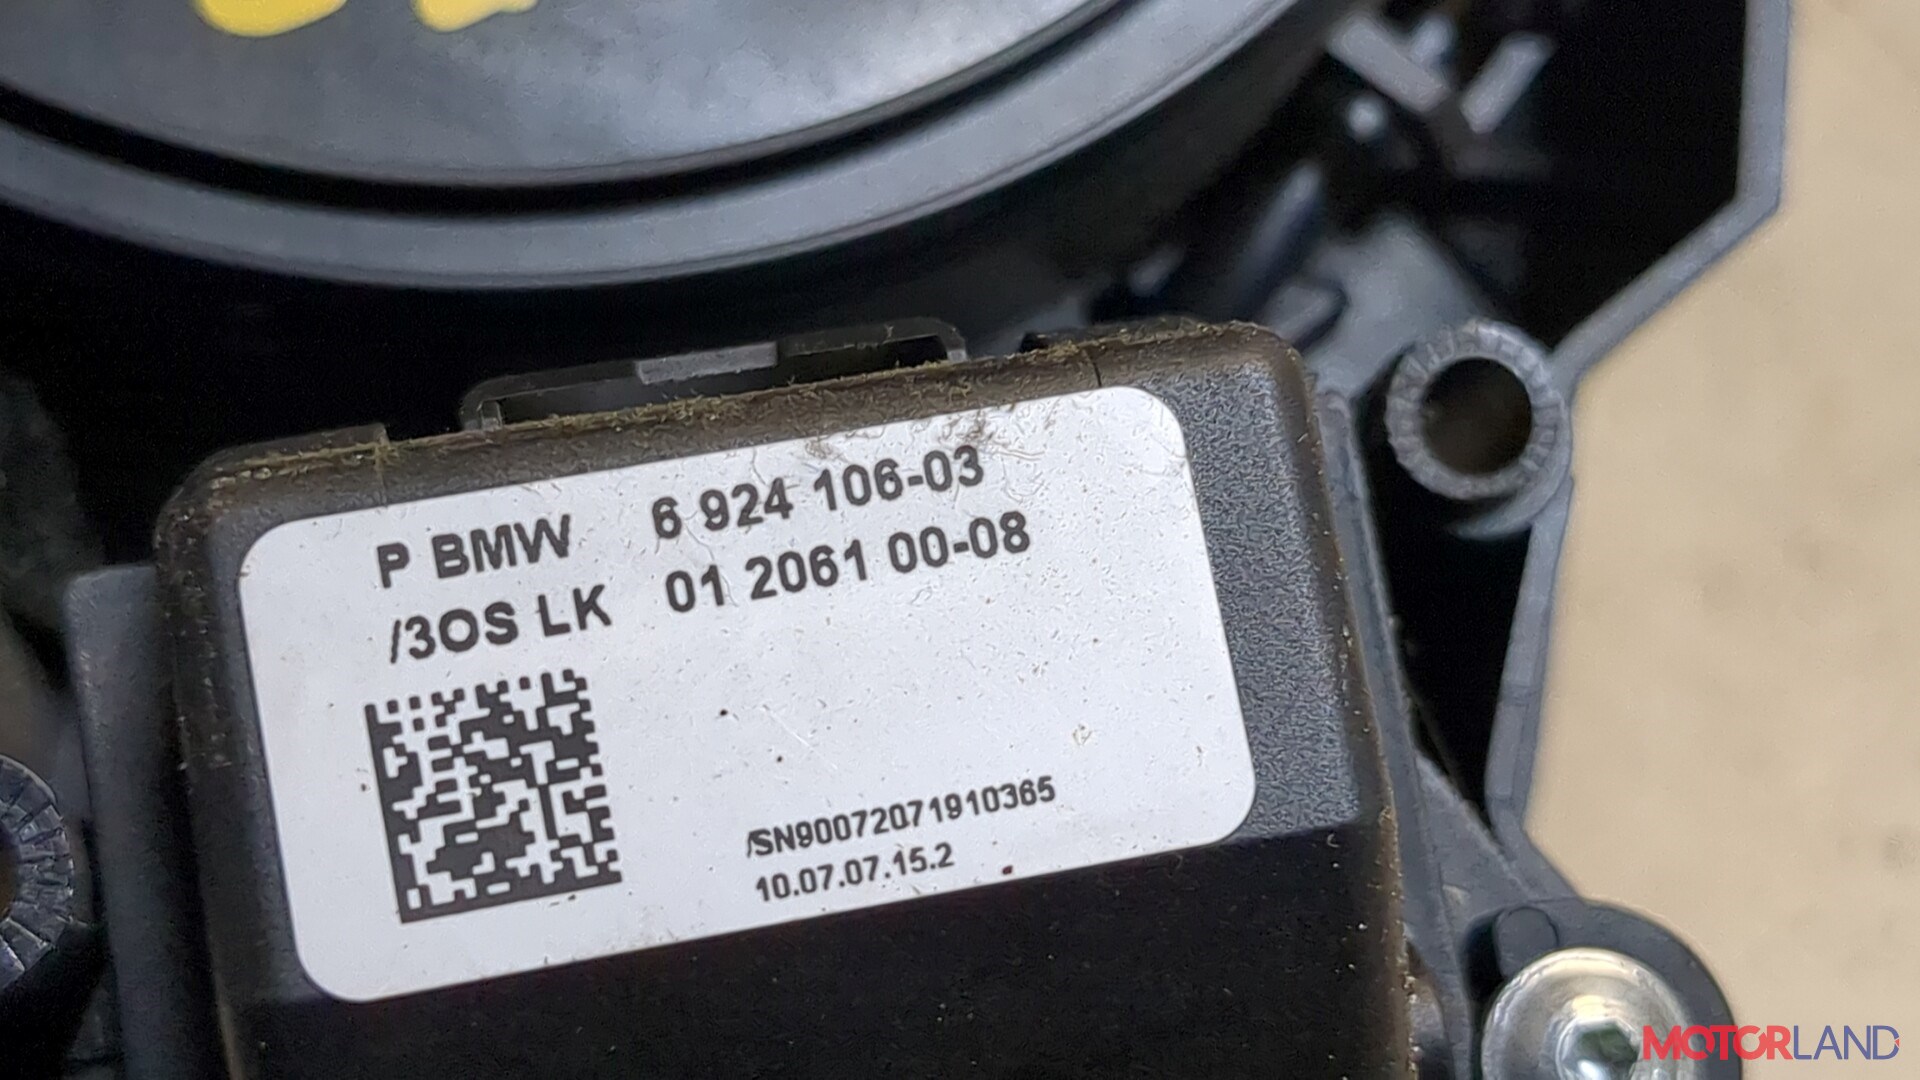 P BMW 6 924 106-03
/3OS LK 01 2061 00-08
/SN90072071910365
10.07.07.15.2
MOTORLAND